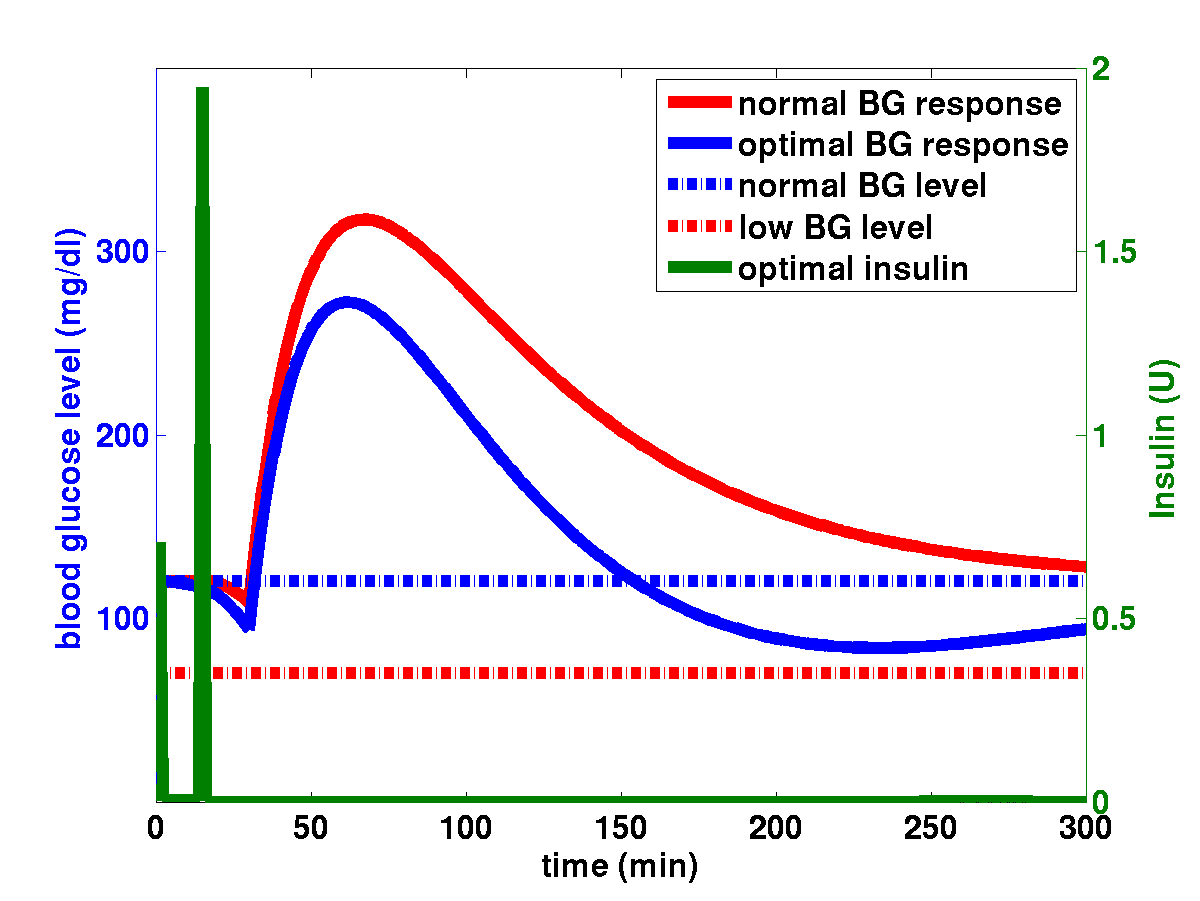 normal BG response
optimal BG response
normal BG level
low BG level
optimal insulin
blood glucose level (mg/dl)
300
200
100
Insulin (U)
2
1.5
1
0.5
0
0 50 100 150 200 250 300
time (min)